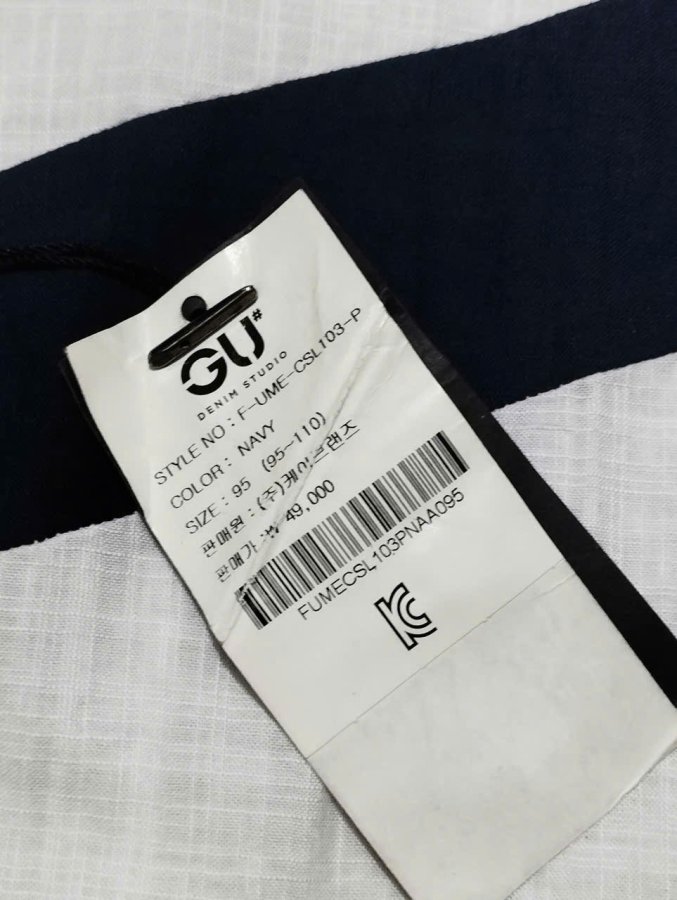 GU#
DENIM STUDIO
STYLE NO : F-UME-CSL103-P
COLOR : NAVY
SIZE : 95 (95~110)
판매원 : (주)케이브랜즈
판매가 : ₩ 49,000
FUMECSL103PNAA095
KC